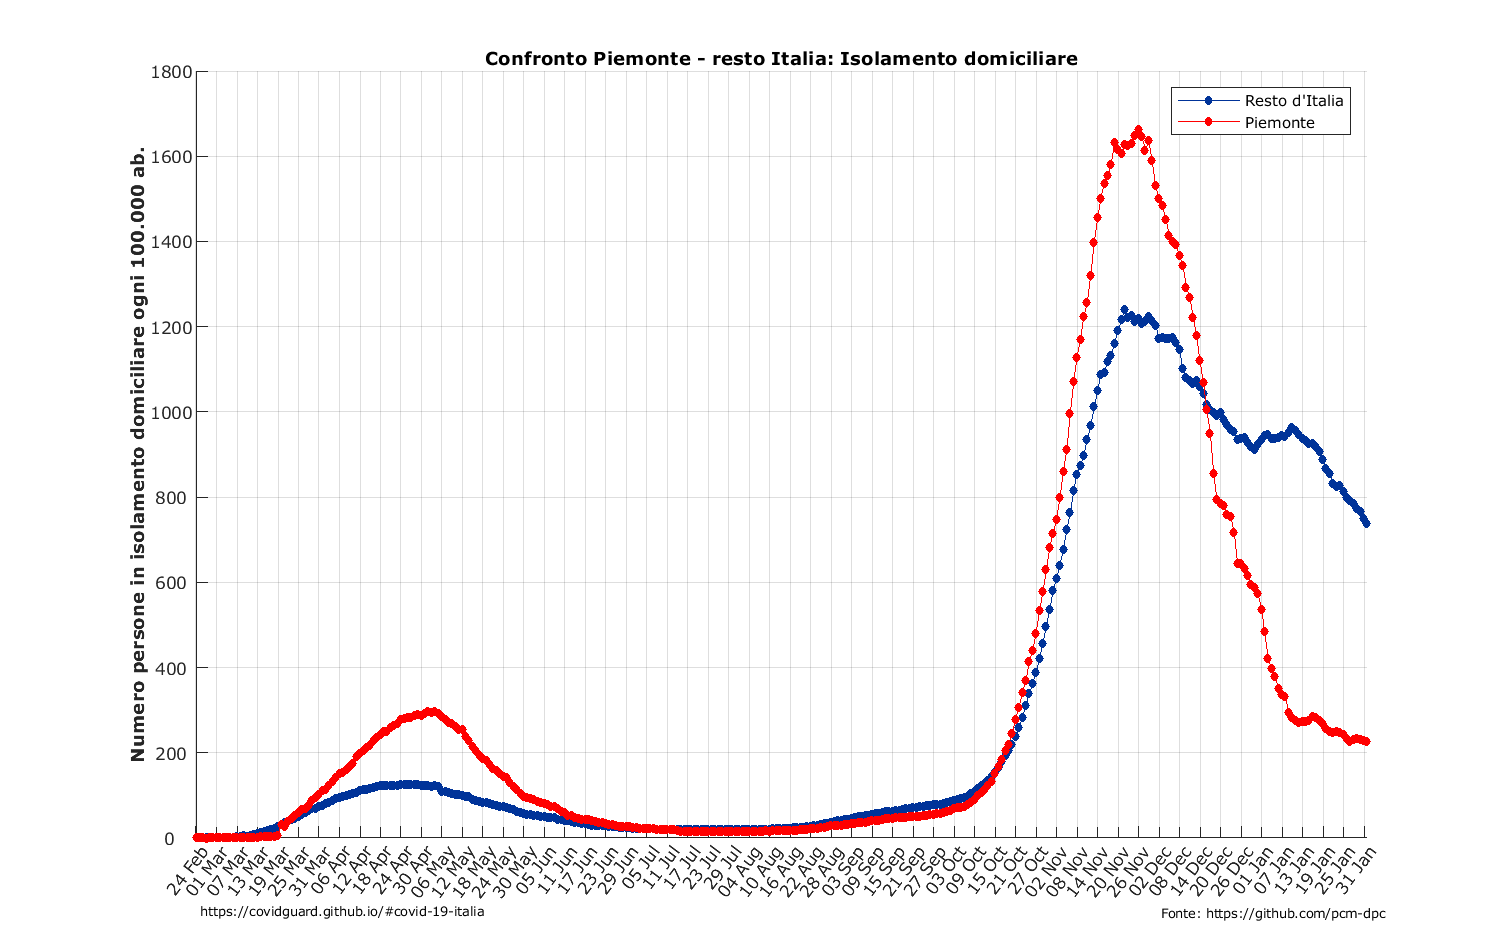 Confronto Piemonte - resto Italia: Isolamento domiciliare
Numero persone in isolamento domiciliare ogni 100.000 ab.
1800
1600
1400
1200
1000
800
600
400
200
0
Resto d'Italia
Piemonte
24 Feb
01 Mar
07 Mar
13 Mar
19 Mar
25 Mar
31 Mar
06 Apr
12 Apr
18 Apr
24 Apr
30 Apr
06 May
12 May
18 May
24 May
30 May
05 Jun
11 Jun
17 Jun
23 Jun
29 Jun
05 Jul
11 Jul
17 Jul
23 Jul
29 Jul
04 Aug
10 Aug
16 Aug
22 Aug
28 Aug
03 Sep
09 Sep
15 Sep
21 Sep
27 Sep
03 Oct
09 Oct
15 Oct
21 Oct
27 Oct
02 Nov
08 Nov
14 Nov
20 Nov
26 Nov
02 Dec
08 Dec
14 Dec
20 Dec
26 Dec
01 Jan
07 Jan
13 Jan
19 Jan
25 Jan
31 Jan
https://covidguard.github.io/#covid-19-italia
Fonte: https://github.com/pcm-dpc